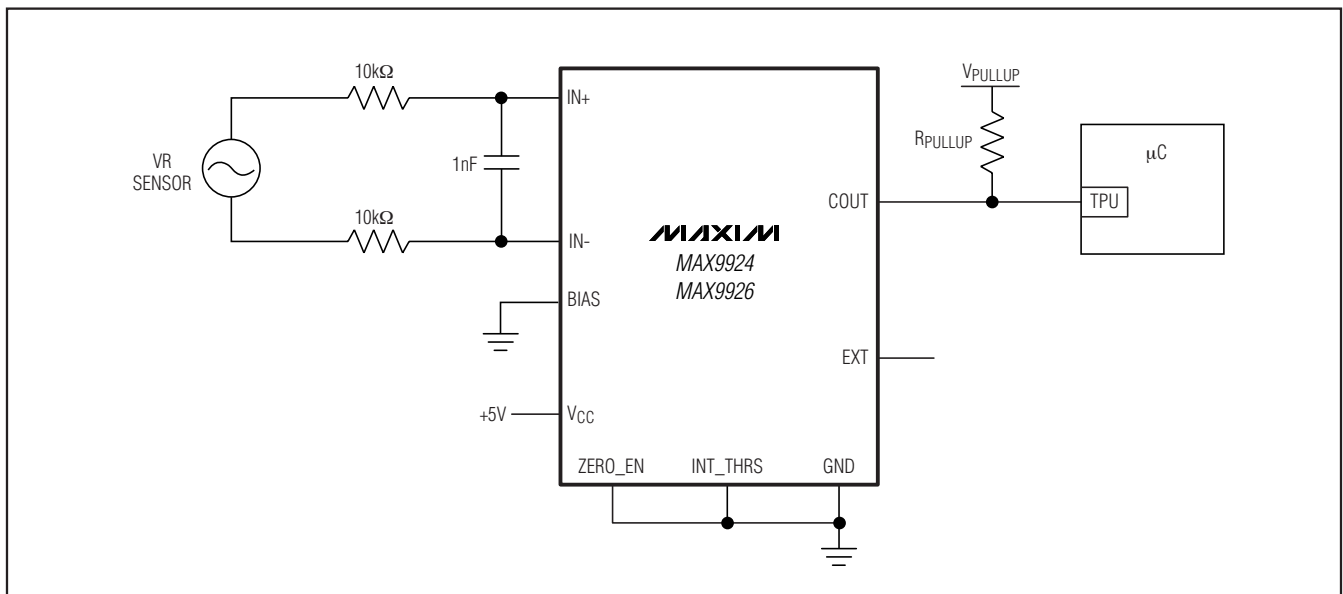 10kΩ
VR
SENSOR
10kΩ
1nF
IN+
IN-
BIAS
+5V
VCC
MAXIM
MAX9924
MAX9926
ZERO_EN
INT_THRS
GND
COUT
EXT
VPULLUP
RPULLUP
TPU
μC